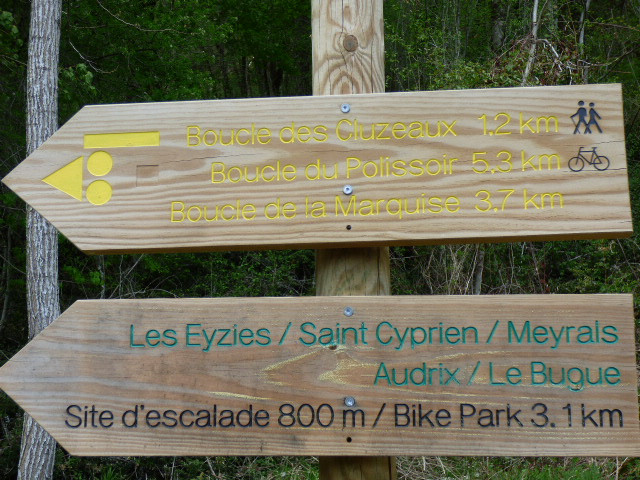 Boucle des Cluzeaux 1.2 km
Boucle du Polissoir 5.3 km
Boucle de la Marquise 3.7 km
Les Eyzies / Saint Cyprien / Meyrals
Audrix / Le Bugue
Site d'escalade 800 m / Bike Park 3.1 km